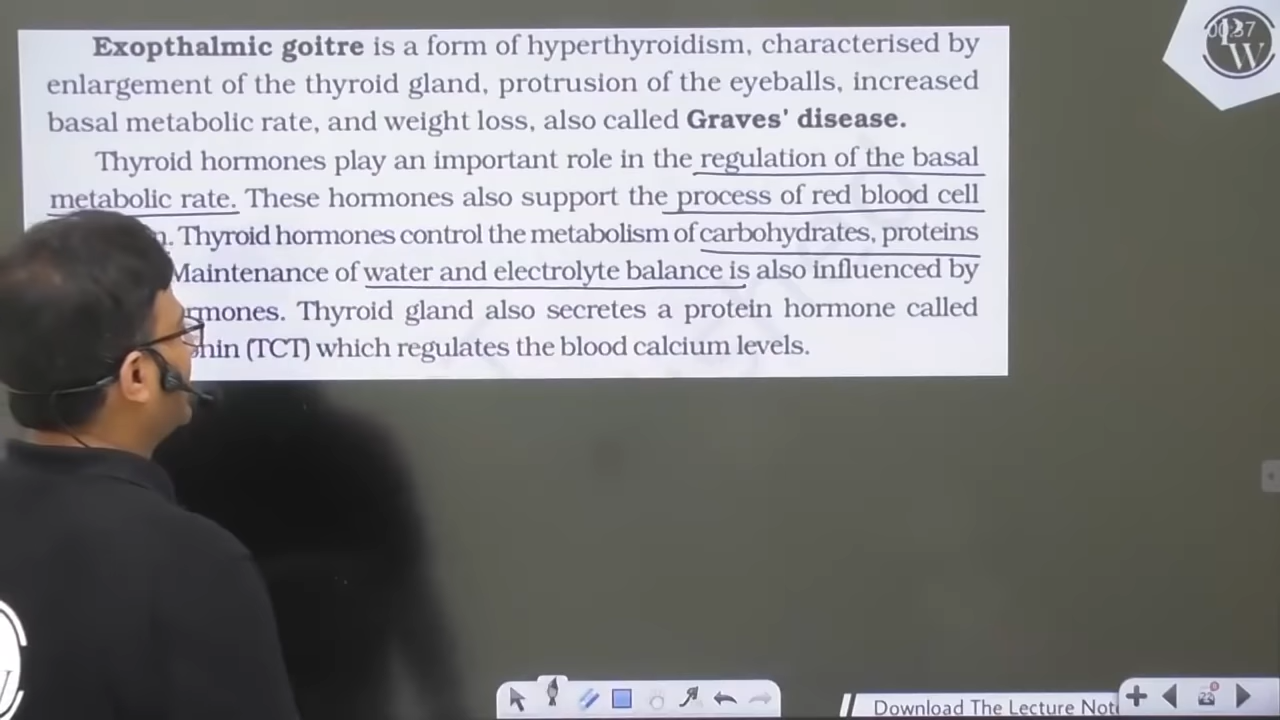 Exopthalmic goitre is a form of hyperthyroidism, characterised by
enlargement of the thyroid gland, protrusion of the eyeballs, increased
basal metabolic rate, and weight loss, also called Graves' disease.
Thyroid hormones play an important role in the regulation of the basal
metabolic rate. These hormones also support the process of red blood cell
Thyroid hormones control the metabolism of carbohydrates, proteins
Maintenance of water and electrolyte balance is also influenced by
Thyroid gland also secretes a protein hormone called
(TCT) which regulates the blood calcium levels.
Download The Lecture